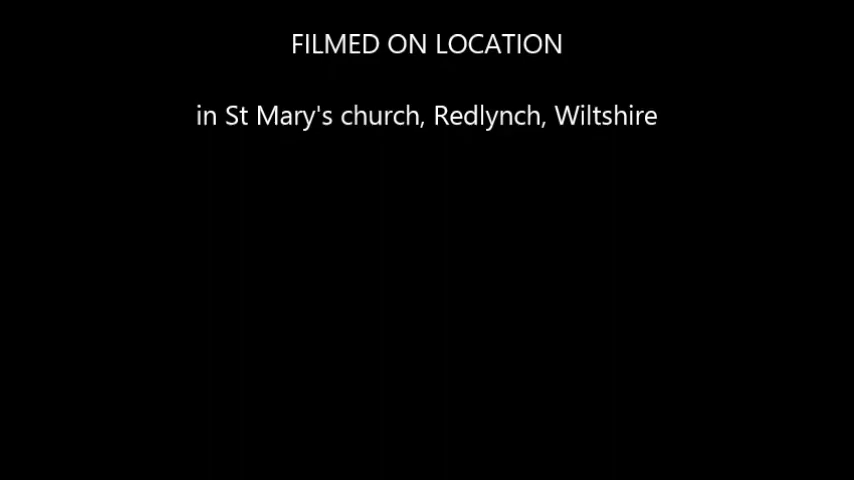 FILMED ON LOCATION
in St Mary's church, Redlynch, Wiltshire